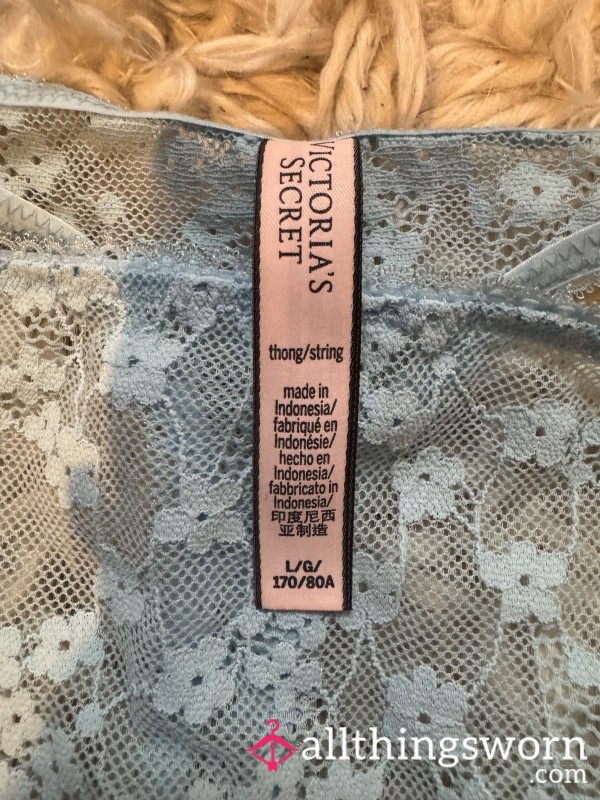 VICTORIA'S
SECRET
thong/string
made in
Indonesia/
fabriqué en
Indonésie/
hecho en
Indonesia/
fabbricato in
Indonesia/
印度尼西
亚制造
L/G/
170/80A
allthingsworn
.com